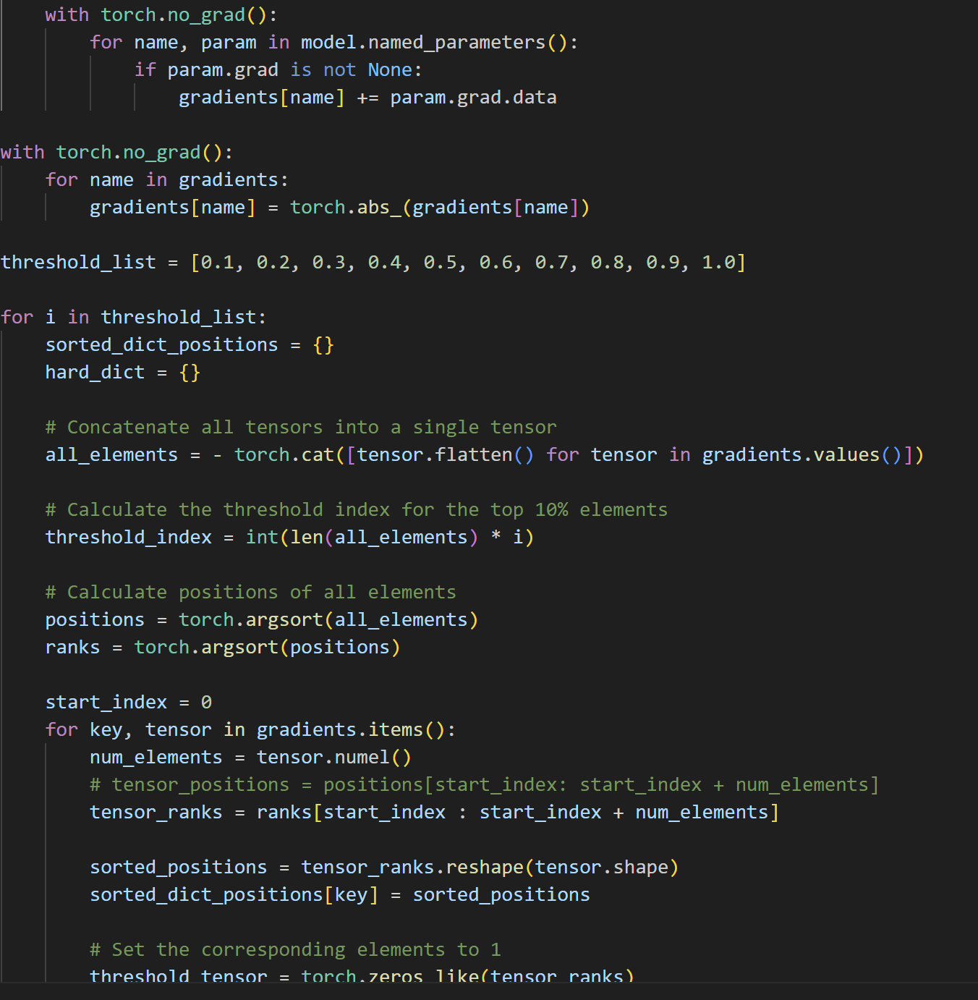 with torch.no_grad():
for name, param in model.named_parameters():
if param.grad is not None:
gradients[name] += param.grad.data
with torch.no_grad():
for name in gradients:
gradients[name] = torch.abs_(gradients[name])
threshold_list = [0.1, 0.2, 0.3, 0.4, 0.5, 0.6, 0.7, 0.8, 0.9, 1.0]
for i in threshold_list:
sorted_dict_positions = {}
hard_dict = {}
# Concatenate all tensors into a single tensor
all_elements = - torch.cat([tensor.flatten() for tensor in gradients.values()])
# Calculate the threshold index for the top 10% elements
threshold_index = int(len(all_elements) * i)
# Calculate positions of all elements
positions = torch.argsort(all_elements)
ranks = torch.argsort(positions)
start_index = 0
for key, tensor in gradients.items():
num_elements = tensor.numel()
# tensor_positions = positions[start_index: start_index + num_elements]
tensor_ranks = ranks[start_index : start_index + num_elements]
sorted_positions = tensor_ranks.reshape(tensor.shape)
sorted_dict_positions[key] = sorted_positions
# Set the corresponding elements to 1
threshold_tensor = torch.zeros_like(tensor_ranks)